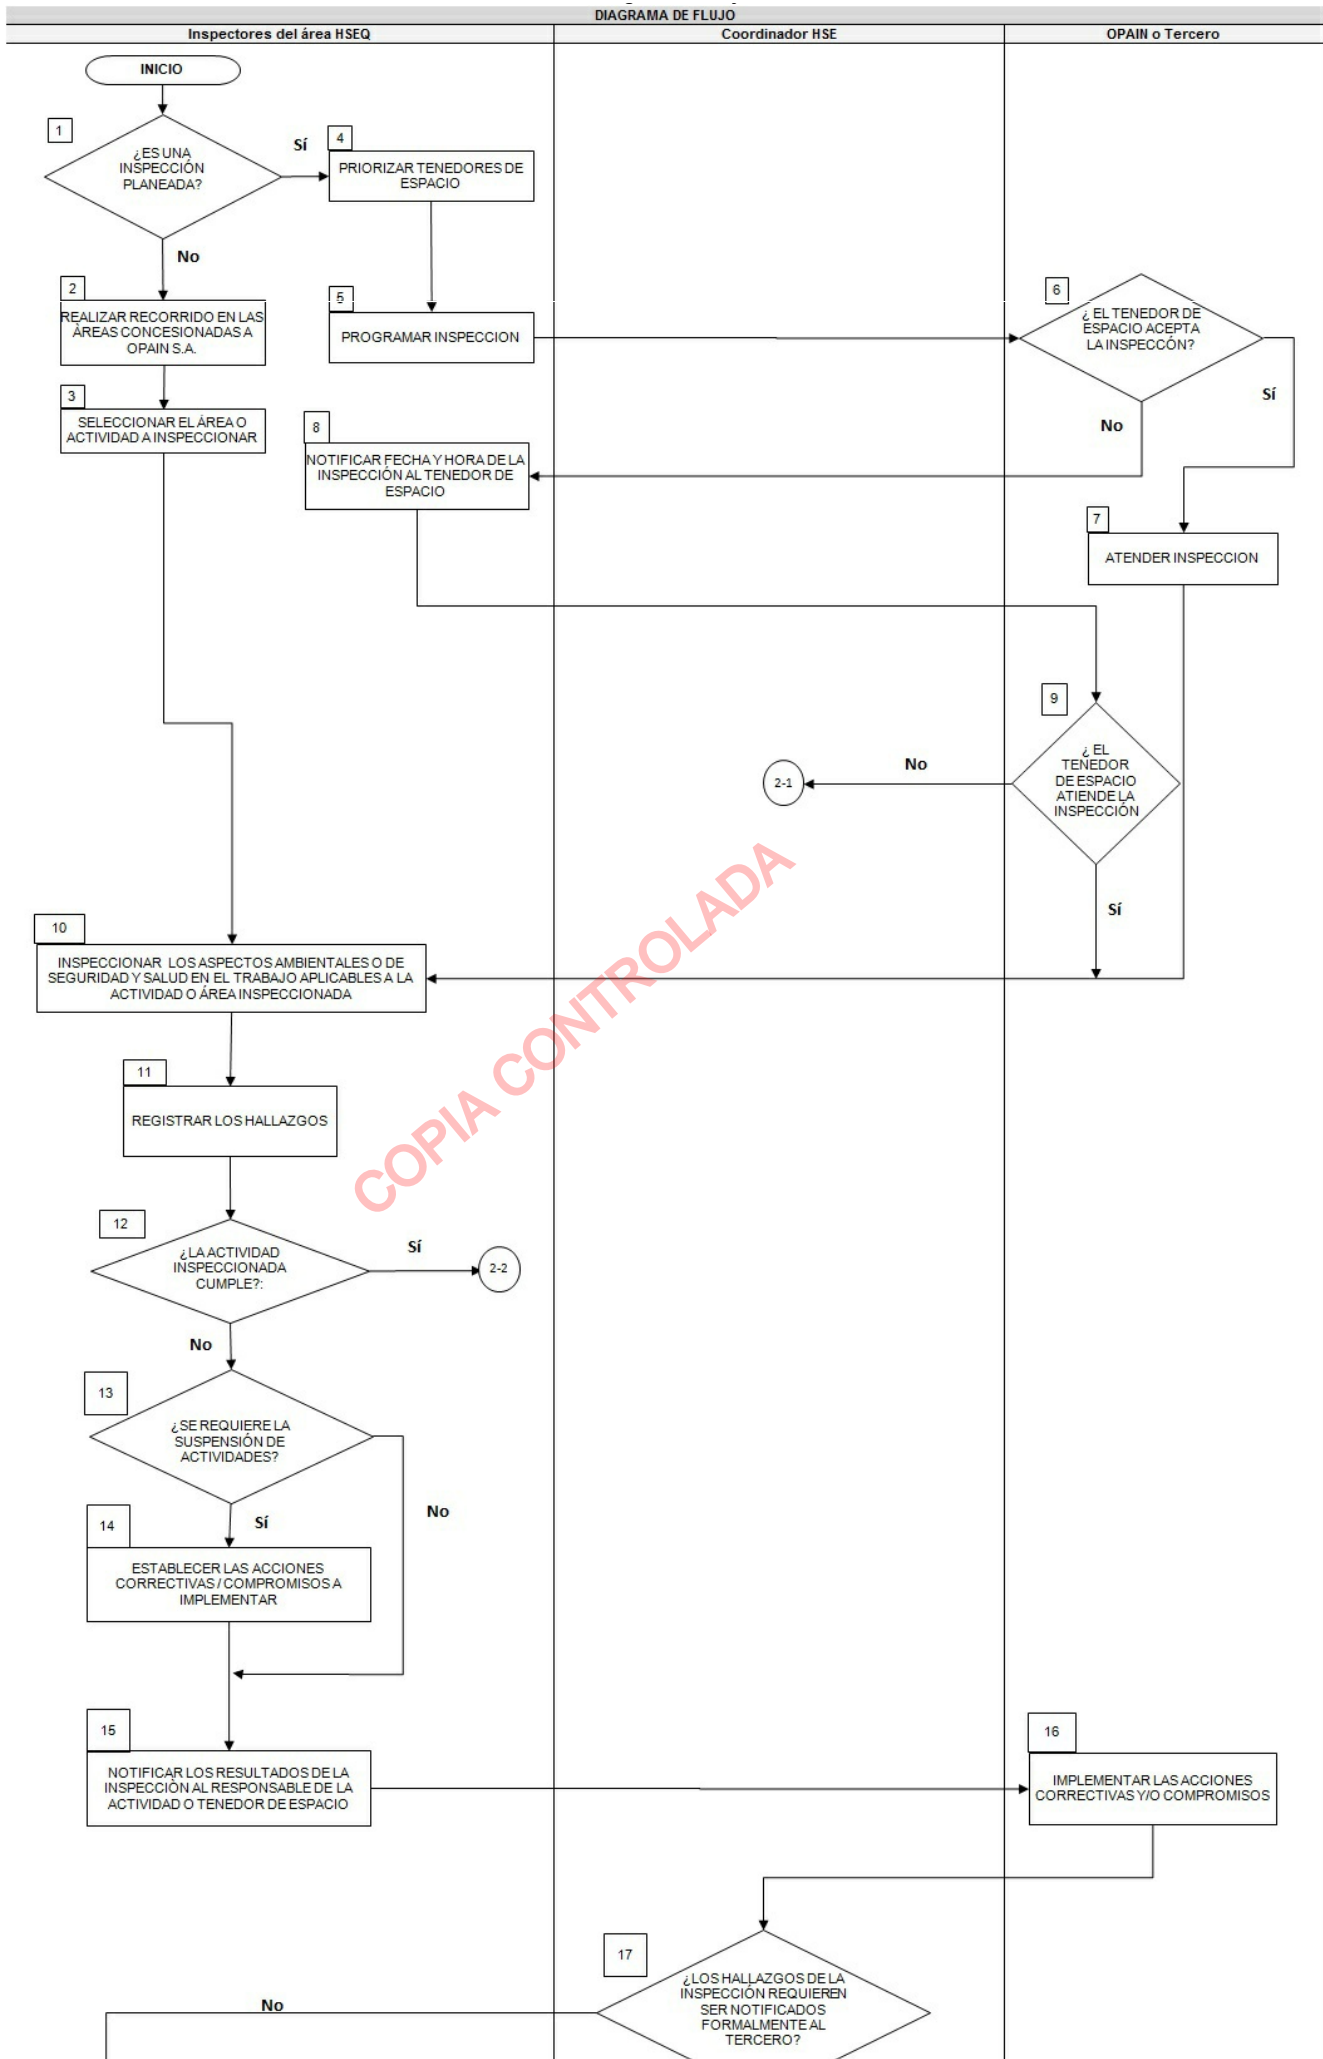 DIAGRAMA DE FLUJO
Inspectores del área HSEQ
Coordinador HSE
OPAIN o Tercero
INICIO
1
¿ES UNA
INSPECCIÓN
PLANEADA?
Sí
No
4
PRIORIZAR TENEDORES DE
ESPACIO
2
REALIZAR RECORRIDO EN LAS
ÀREAS CONCESIONADAS A
OPAIN S.A.
5
PROGRAMAR INSPECCION
6
¿ EL TENEDOR DE
ESPACIO ACEPTA
LA INSPECCÓN?
Sí
No
3
SELECCIONAR EL ÁREA O
ACTIVIDAD A INSPECCIONAR
8
NOTIFICAR FECHA Y HORA DE LA
INSPECCIÓN AL TENEDOR DE
ESPACIO
7
ATENDER INSPECCION
9
¿ EL
TENEDOR
DE ESPACIO
ATIENDE LA
INSPECCIÓN
No
2-1
Sí
10
INSPECCIONAR LOS ASPECTOS AMBIENTALES O DE
SEGURIDAD Y SALUD EN EL TRABAJO APLICABLES A LA
ACTIVIDAD O ÁREA INSPECCIONADA
COPIA CONTROLADA
11
REGISTRAR LOS HALLAZGOS
12
¿LA ACTIVIDAD
INSPECCIONADA
CUMPLE?:
Sí
2-2
No
13
¿SE REQUIERE LA
SUSPENSIÓN DE
ACTIVIDADES?
No
Sí
14
ESTABLECER LAS ACCIONES
CORRECTIVAS / COMPROMISOS A
IMPLEMENTAR
15
NOTIFICAR LOS RESULTADOS DE LA
INSPECCIÒN AL RESPONSABLE DE LA
ACTIVIDAD O TENEDOR DE ESPACIO
16
IMPLEMENTAR LAS ACCIONES
CORRECTIVAS Y/O COMPROMISOS
17
¿LOS HALLAZGOS DE LA
INSPECCIÓN REQUIEREN
SER NOTIFICADOS
FORMALMENTE AL
TERCERO?
No